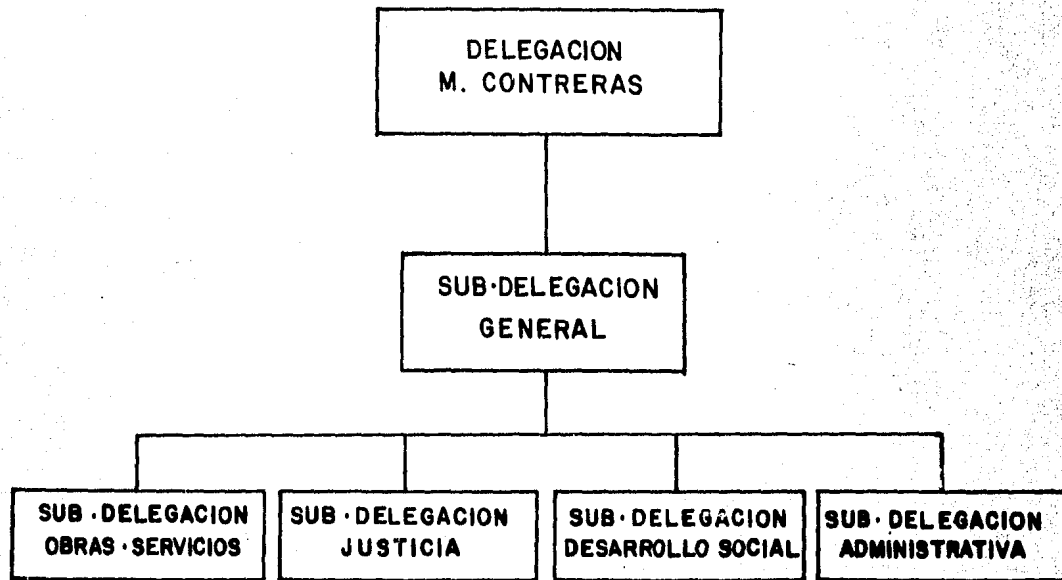 DELEGACION
M. CONTRERAS
SUB·DELEGACION
GENERAL
SUB·DELEGACION
OBRAS·SERVICIOS
SUB·DELEGACION
JUSTICIA
SUB·DELEGACION
DESARROLLO SOCIAL
SUB·DELEGACION
ADMINISTRATIVA